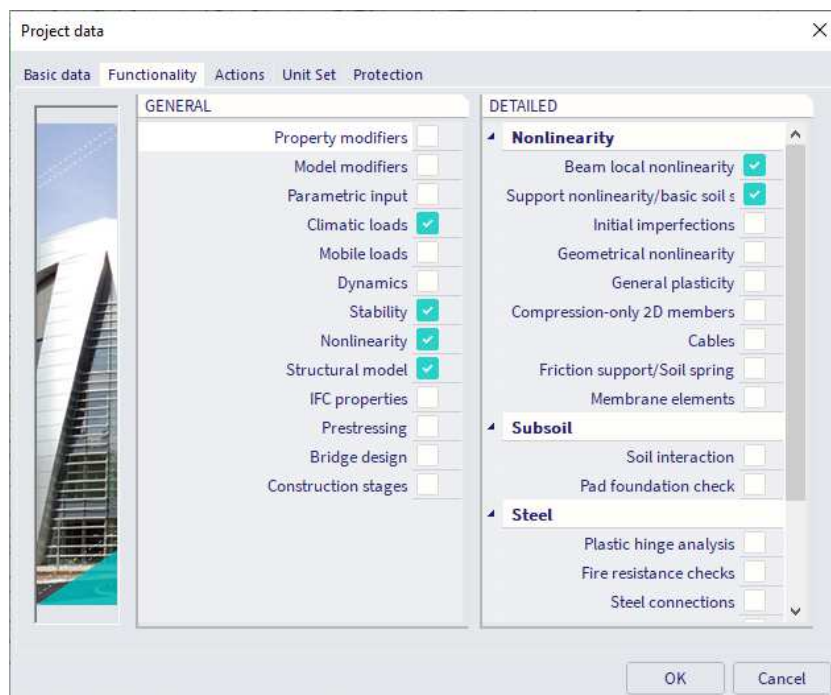 Project data
Basic data Functionality Actions Unit Set Protection
GENERAL
Property modifiers
Model modifiers
Parametric input
Climatic loads
Mobile loads
Dynamics
Stability
Nonlinearity
Structural model
IFC properties
Prestressing
Bridge design
Construction stages
DETAILED
Nonlinearity
Beam local nonlinearity
Support nonlinearity/basic soil s
Initial imperfections
Geometrical nonlinearity
General plasticity
Compression-only 2D members
Cables
Friction support/Soil spring
Membrane elements
Subsoil
Soil interaction
Pad foundation check
Steel
Plastic hinge analysis
Fire resistance checks
Steel connections
OK Cancel